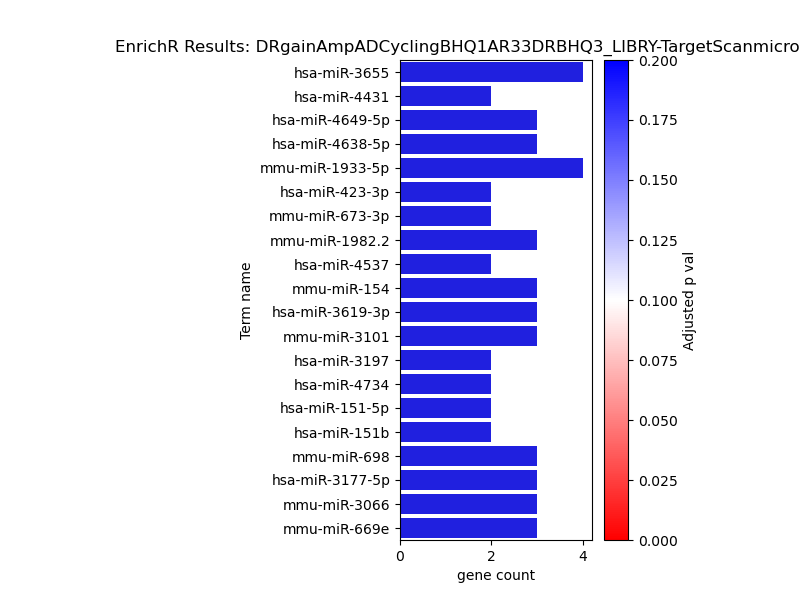 EnrichR Results: DRgainAmpADCyclingBHQ1AR33DRBHQ3_LIBRY-TargetScanmicro
hsa-miR-3655
hsa-miR-4431
hsa-miR-4649-5p
hsa-miR-4638-5p
mmu-miR-1933-5p
hsa-miR-423-3p
mmu-miR-673-3p
mmu-miR-1982.2
hsa-miR-4537
mmu-miR-154
hsa-miR-3619-3p
mmu-miR-3101
hsa-miR-3197
hsa-miR-4734
hsa-miR-151-5p
hsa-miR-151b
mmu-miR-698
hsa-miR-3177-5p
mmu-miR-3066
mmu-miR-669e
Term name
0 2 4
gene count
0.200
0.175
0.150
0.125
0.100
0.075
0.050
0.025
0.000
Adjusted p val